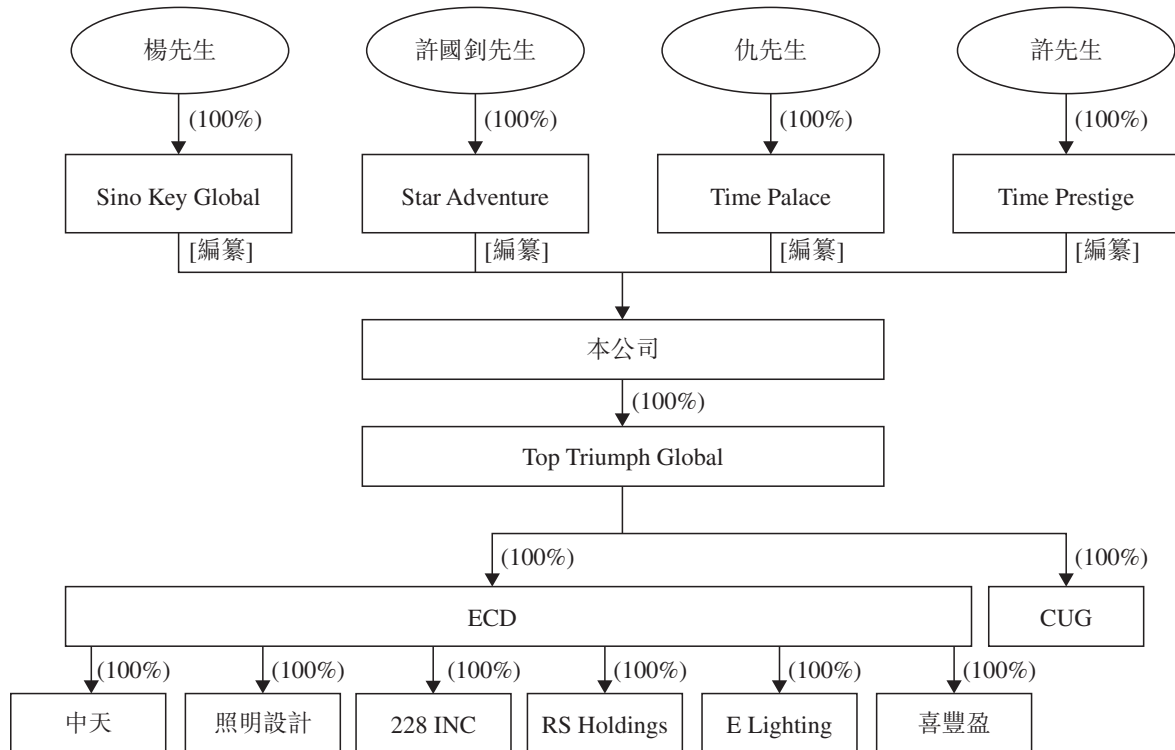 楊先生
許國釗先生
仇先生
許先生
(100%)
(100%)
(100%)
(100%)
Sino Key Global
Star Adventure
Time Palace
Time Prestige
[編纂]
[編纂]
[編纂]
[編纂]
本公司
(100%)
Top Triumph Global
(100%)
(100%)
ECD
CUG
(100%)
(100%)
(100%)
(100%)
(100%)
(100%)
中天
照明設計
228 INC
RS Holdings
E Lighting
喜豐盈